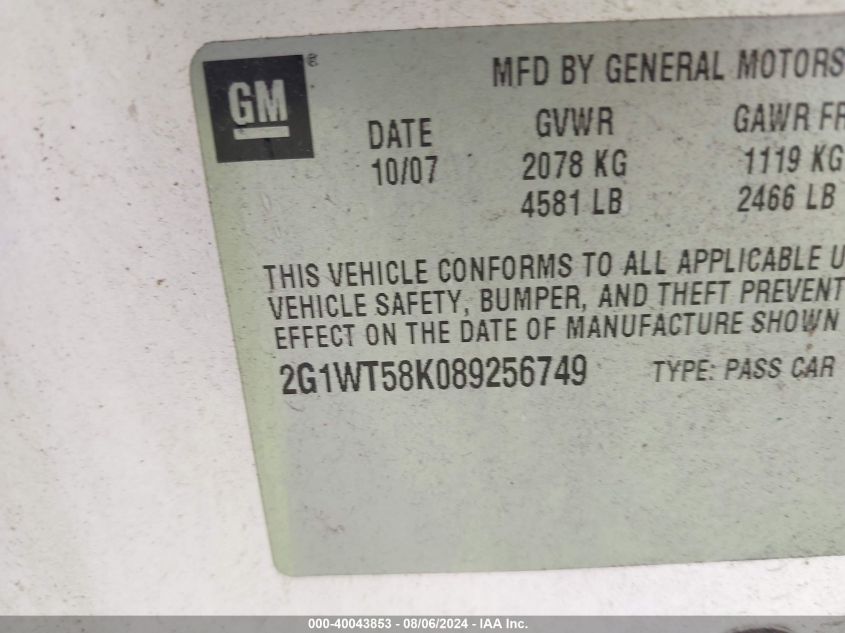 GM ®
MFD BY GENERAL MOTORS
DATE GVWR GAWR FR
10/07 2078 KG 1119 KG
4581 LB 2466 LB
THIS VEHICLE CONFORMS TO ALL APPLICABLE U
VEHICLE SAFETY, BUMPER, AND THEFT PREVENT
EFFECT ON THE DATE OF MANUFACTURE SHOWN
2G1WT58K089256749 TYPE: PASS CAR
000-40043853 - 08/06/2024 - IAA Inc.